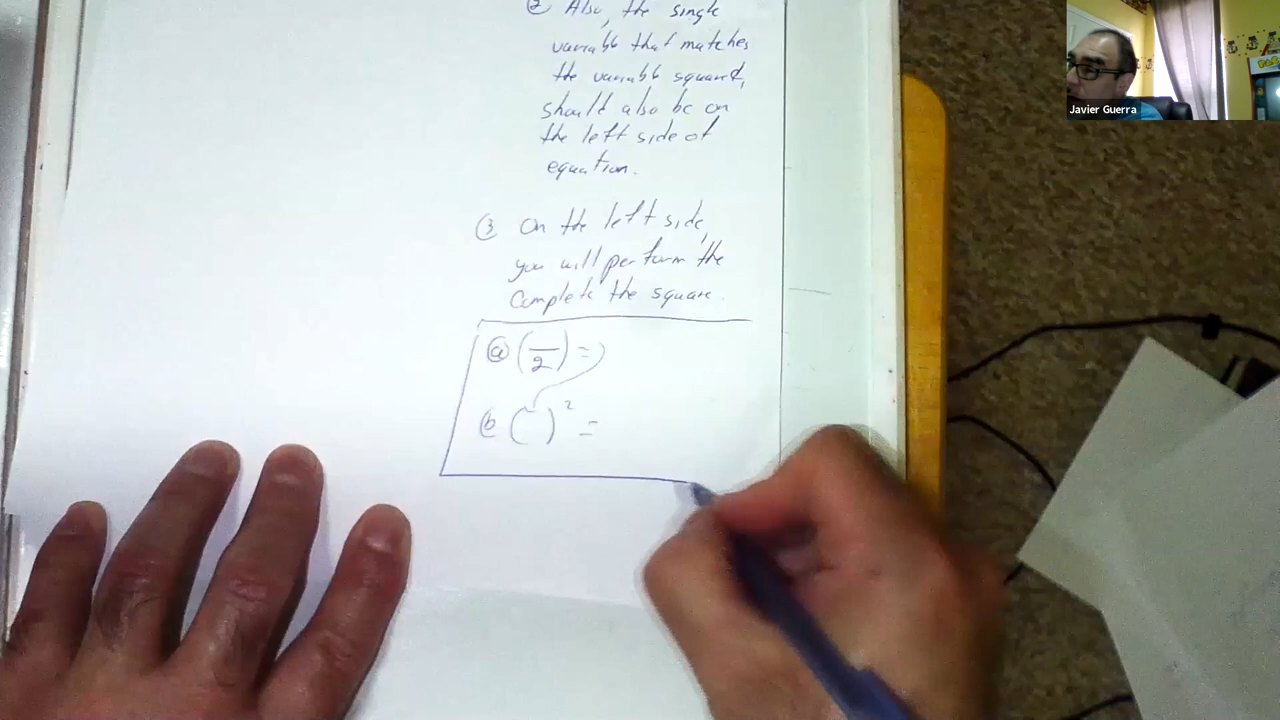 ② Also, the single
variable that matches
the variable squared,
should also be on
the left side of
equation.
③ On the left side,
you will perform the
Complete the square.
ⓐ (—/2) =
ⓑ ( )² =
Javier Guerra